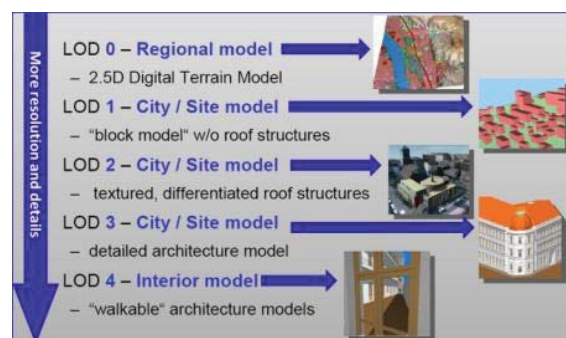 More resolution and details
LOD 0 – Regional model
– 2.5D Digital Terrain Model
LOD 1 – City / Site model
– “block model“ w/o roof structures
LOD 2 – City / Site model
– textured, differentiated roof structures
LOD 3 – City / Site model
– detailed architecture model
LOD 4 – Interior model
– “walkable“ architecture models